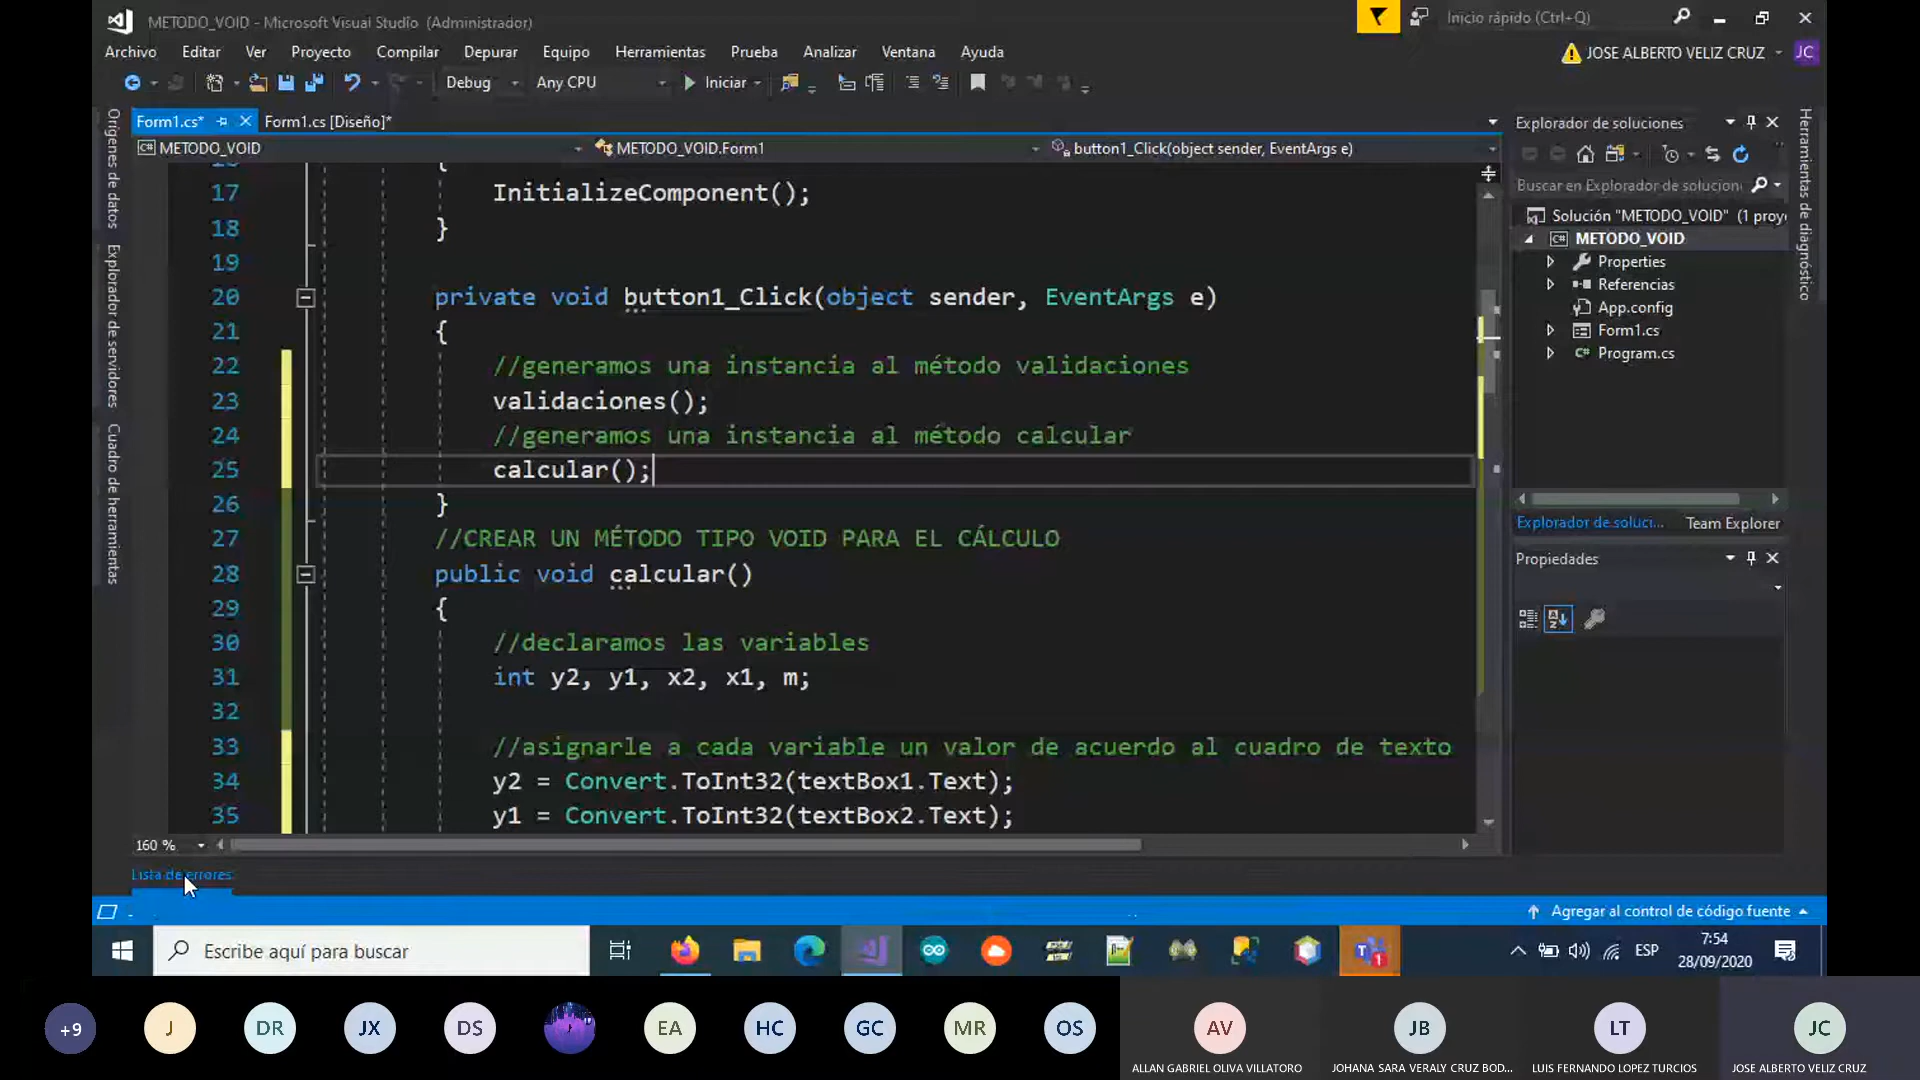 METODO_VOID - Microsoft Visual Studio (Administrador)
Inicio rápido (Ctrl+Q)
Archivo Editar Ver Proyecto Compilar Depurar Equipo Herramientas Prueba Analizar Ventana Ayuda
JOSE ALBERTO VELIZ CRUZ JC
Debug Any CPU Iniciar
Form1.cs* Form1.cs [Diseño]*
METODO_VOID METODO_VOID.Form1 button1_Click(object sender, EventArgs e)
Orígenes de datos
Explorador de servidores
Cuadro de herramientas
{
17 InitializeComponent();
18 }
19
20 private void button1_Click(object sender, EventArgs e)
21 {
22 //generamos una instancia al método validaciones
23 validaciones();
24 //generamos una instancia al método calcular
25 calcular();
26 }
27 //CREAR UN MÉTODO TIPO VOID PARA EL CÁLCULO
28 public void calcular()
29 {
30 //declaramos las variables
31 int y2, y1, x2, x1, m;
32
33 //asignarle a cada variable un valor de acuerdo al cuadro de texto
34 y2 = Convert.ToInt32(textBox1.Text);
35 y1 = Convert.ToInt32(textBox2.Text);
160 %
Lista de errores
Explorador de soluciones
Buscar en Explorador de solucion
Solución "METODO_VOID" (1 proy
METODO_VOID
Properties
Referencias
App.config
Form1.cs
Program.cs
Explorador de soluci... Team Explorer
Propiedades
Herramientas de diagnóstico
Agregar al control de código fuente
Escribe aquí para buscar
1
ESP
7:54
28/09/2020
+9 J DR JX DS EA HC GC MR OS AV JB LT JC
ALLAN GABRIEL OLIVA VILLATORO JOHANA SARA VERALY CRUZ BOD... LUIS FERNANDO LOPEZ TURCIOS JOSE ALBERTO VELIZ CRUZ